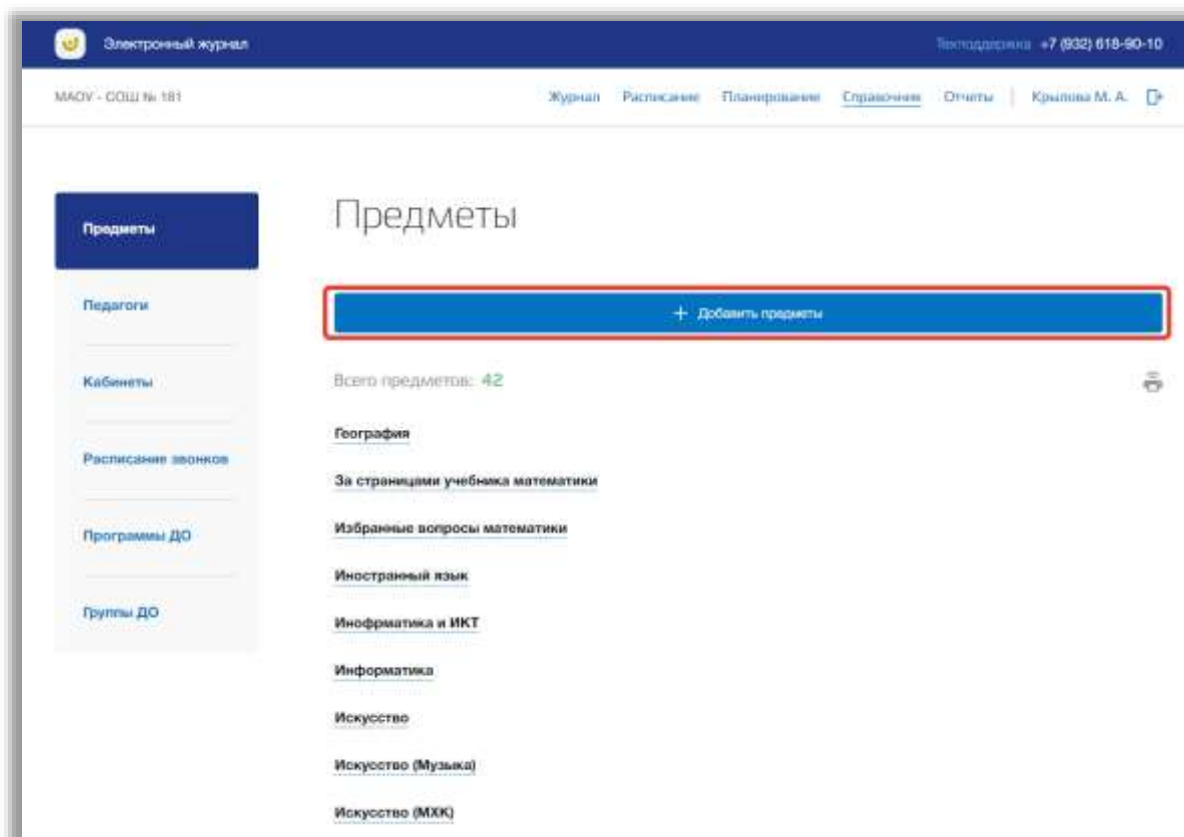 Электронный журнал
Техподдержка +7 (932) 618-90-10
МАОУ - СОШ № 181
Журнал Расписание Планирование Справочник Отчеты Крылова М. А.
Предметы
Предметы
Педагоги
+ Добавить предметы
Кабинеты
Всего предметов: 42
География
Расписание звонков
За страницами учебника математики
Программы ДО
Избранные вопросы математики
Иностранный язык
Группы ДО
Инофрматика и ИКТ
Информатика
Искусство
Искусство (Музыка)
Искусство (МХК)